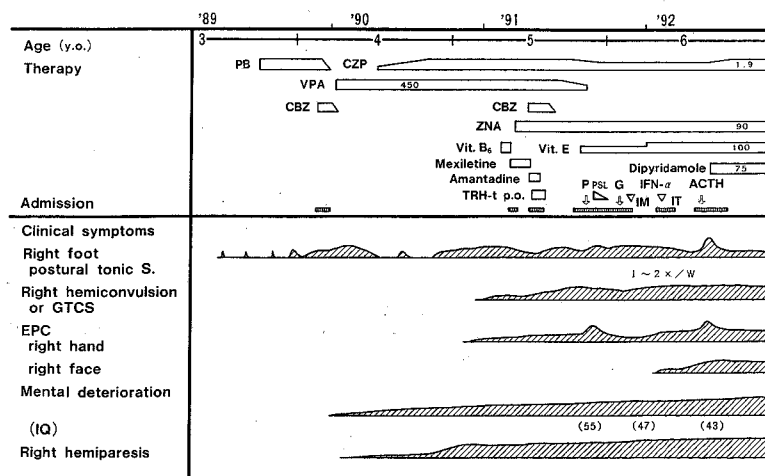 '89 '90 '91 '92
Age (y.o.) 3 4 5 6
Therapy PB CZP 1.9
VPA 450
CBZ CBZ
ZNA 90
Vit. B6 Vit. E 100
Mexiletine Dipyridamole 75
Amantadine P PSL G IFN-α ACTH
TRH-t p.o. IM IT
Admission
Clinical symptoms
Right foot
postural tonic S.
1 ~ 2 ×/W
Right hemiconvulsion
or GTCS
EPC
right hand
right face
Mental deterioration
(IQ) (55) (47) (43)
Right hemiparesis